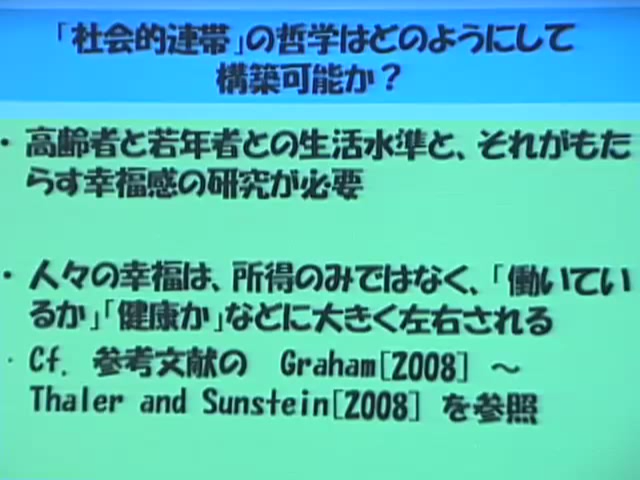 「社会的連帯」の哲学はどのようにして
構築可能か？
・高齢者と若年者との生活水準と、それがもた
らす幸福感の研究が必要
・人々の幸福は、所得のみではなく、「働いてい
るか」「健康か」などに大きく左右される
・Cf. 参考文献の　Graham[2008] ～
Thaler and Sunstein[2008] を参照